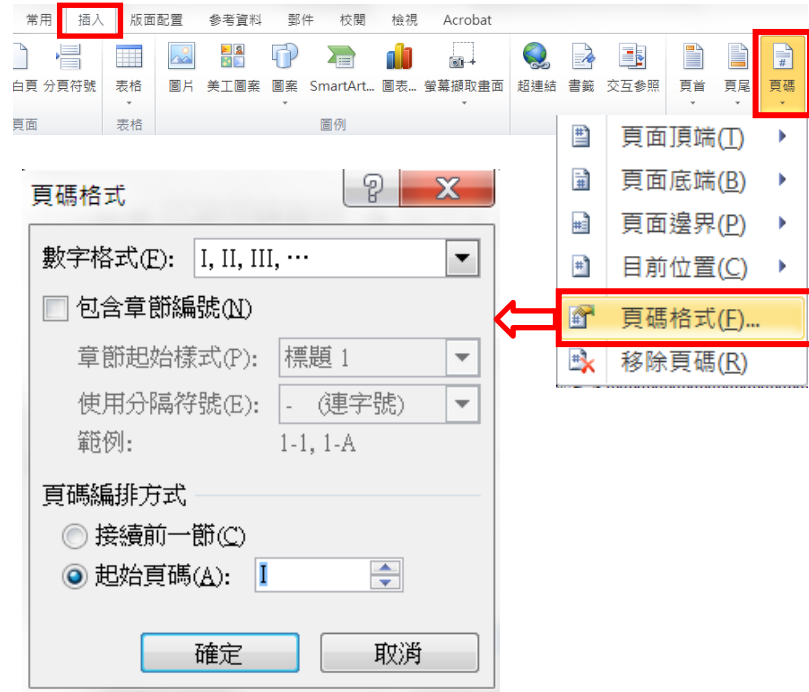 常用 插入 版面配置 參考資料 郵件 校閱 檢視 Acrobat
白頁 分頁符號 表格 圖片 美工圖案 圖案 SmartArt... 圖表... 螢幕擷取畫面 超連結 書籤 交互參照 頁首 頁尾 頁碼
頁面 表格 圖例
頁面頂端(T)
頁面底端(B)
頁面邊界(P)
目前位置(C)
頁碼格式(F)...
移除頁碼(R)
頁碼格式
數字格式(F): I, II, III, …
包含章節編號(N)
章節起始樣式(P): 標題 1
使用分隔符號(E): - (連字號)
範例: 1-1, 1-A
頁碼編排方式
接續前一節(C)
起始頁碼(A): I
確定 取消